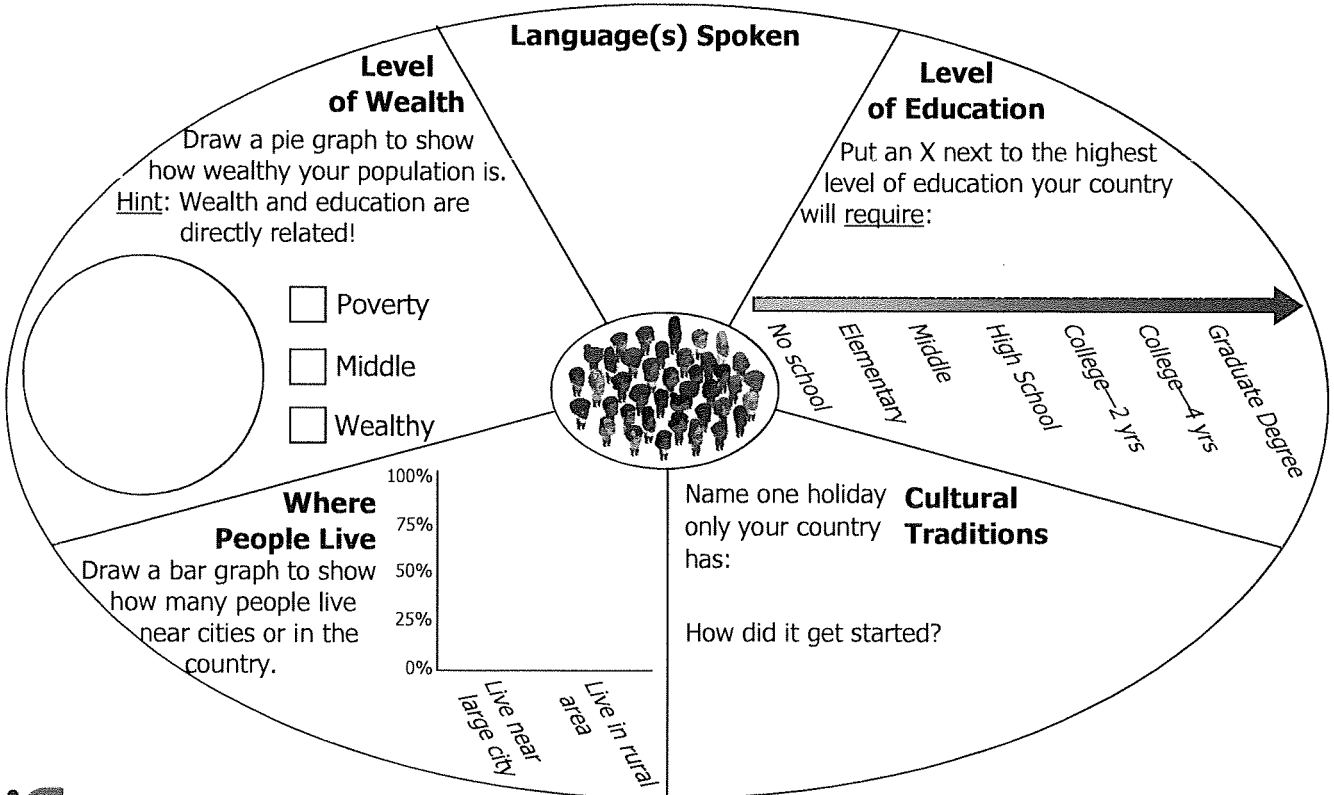 Language(s) Spoken
Level
of Wealth
Draw a pie graph to show
how wealthy your population is.
Hint: Wealth and education are
directly related!
Poverty
Middle
Wealthy
Level
of Education
Put an X next to the highest
level of education your country
will require:
No school
Elementary
Middle
High School
College—2 yrs
College—4 yrs
Graduate Degree
Where
People Live
Draw a bar graph to show
how many people live
near cities or in the
country.
100%
75%
50%
25%
0%
Live near
large city
Live in rural
area
Cultural
Traditions
Name one holiday
only your country
has:
How did it get started?